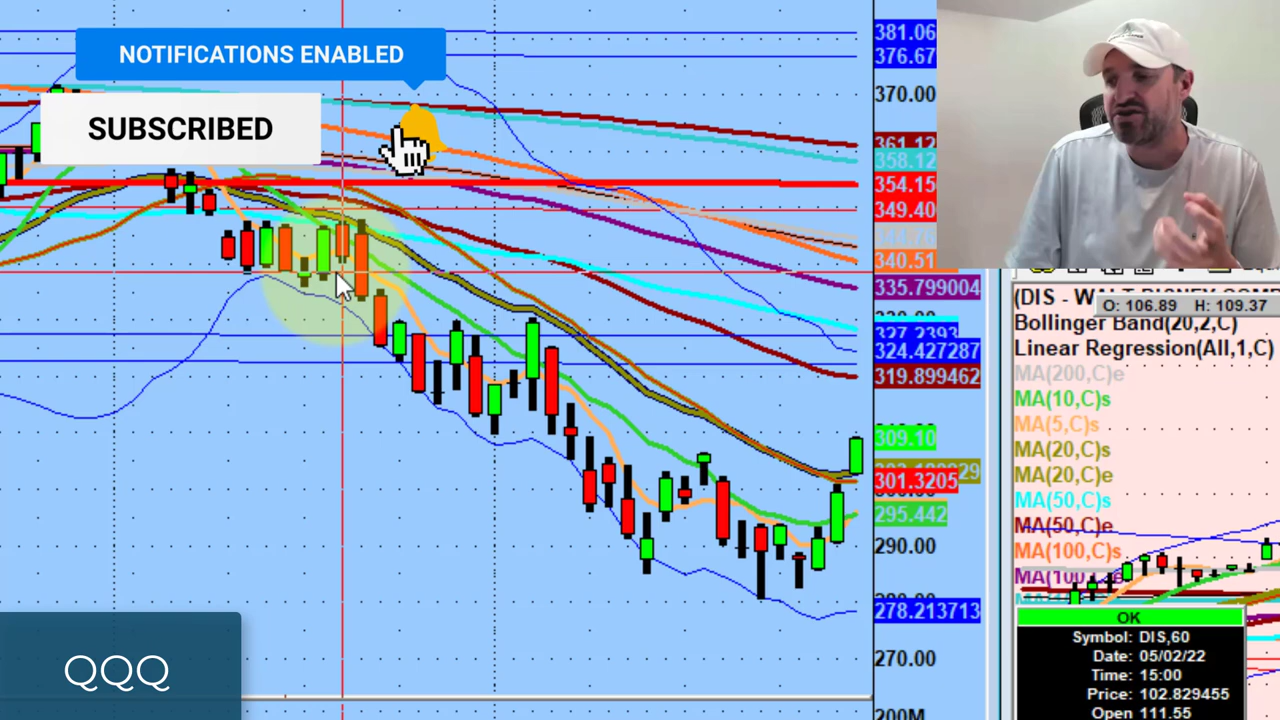 NOTIFICATIONS ENABLED
SUBSCRIBED
QQQ
381.06
376.67
370.00
361.12
358.12
354.15
349.40
340.51
335.799004
327.2393
324.427287
319.899462
309.10
301.3205
295.442
290.00
278.213713
270.00
200M
O: 106.89 H: 109.37
Bollinger Band(20,2,C)
Linear Regression(All,1,C)
MA(200,C)e
MA(10,C)s
MA(5,C)s
MA(20,C)s
MA(20,C)e
MA(50,C)s
MA(50,C)e
MA(100,C)s
OK
Symbol: DIS,60
Date: 05/02/22
Time: 15:00
Price: 102.829455
Open 111.55